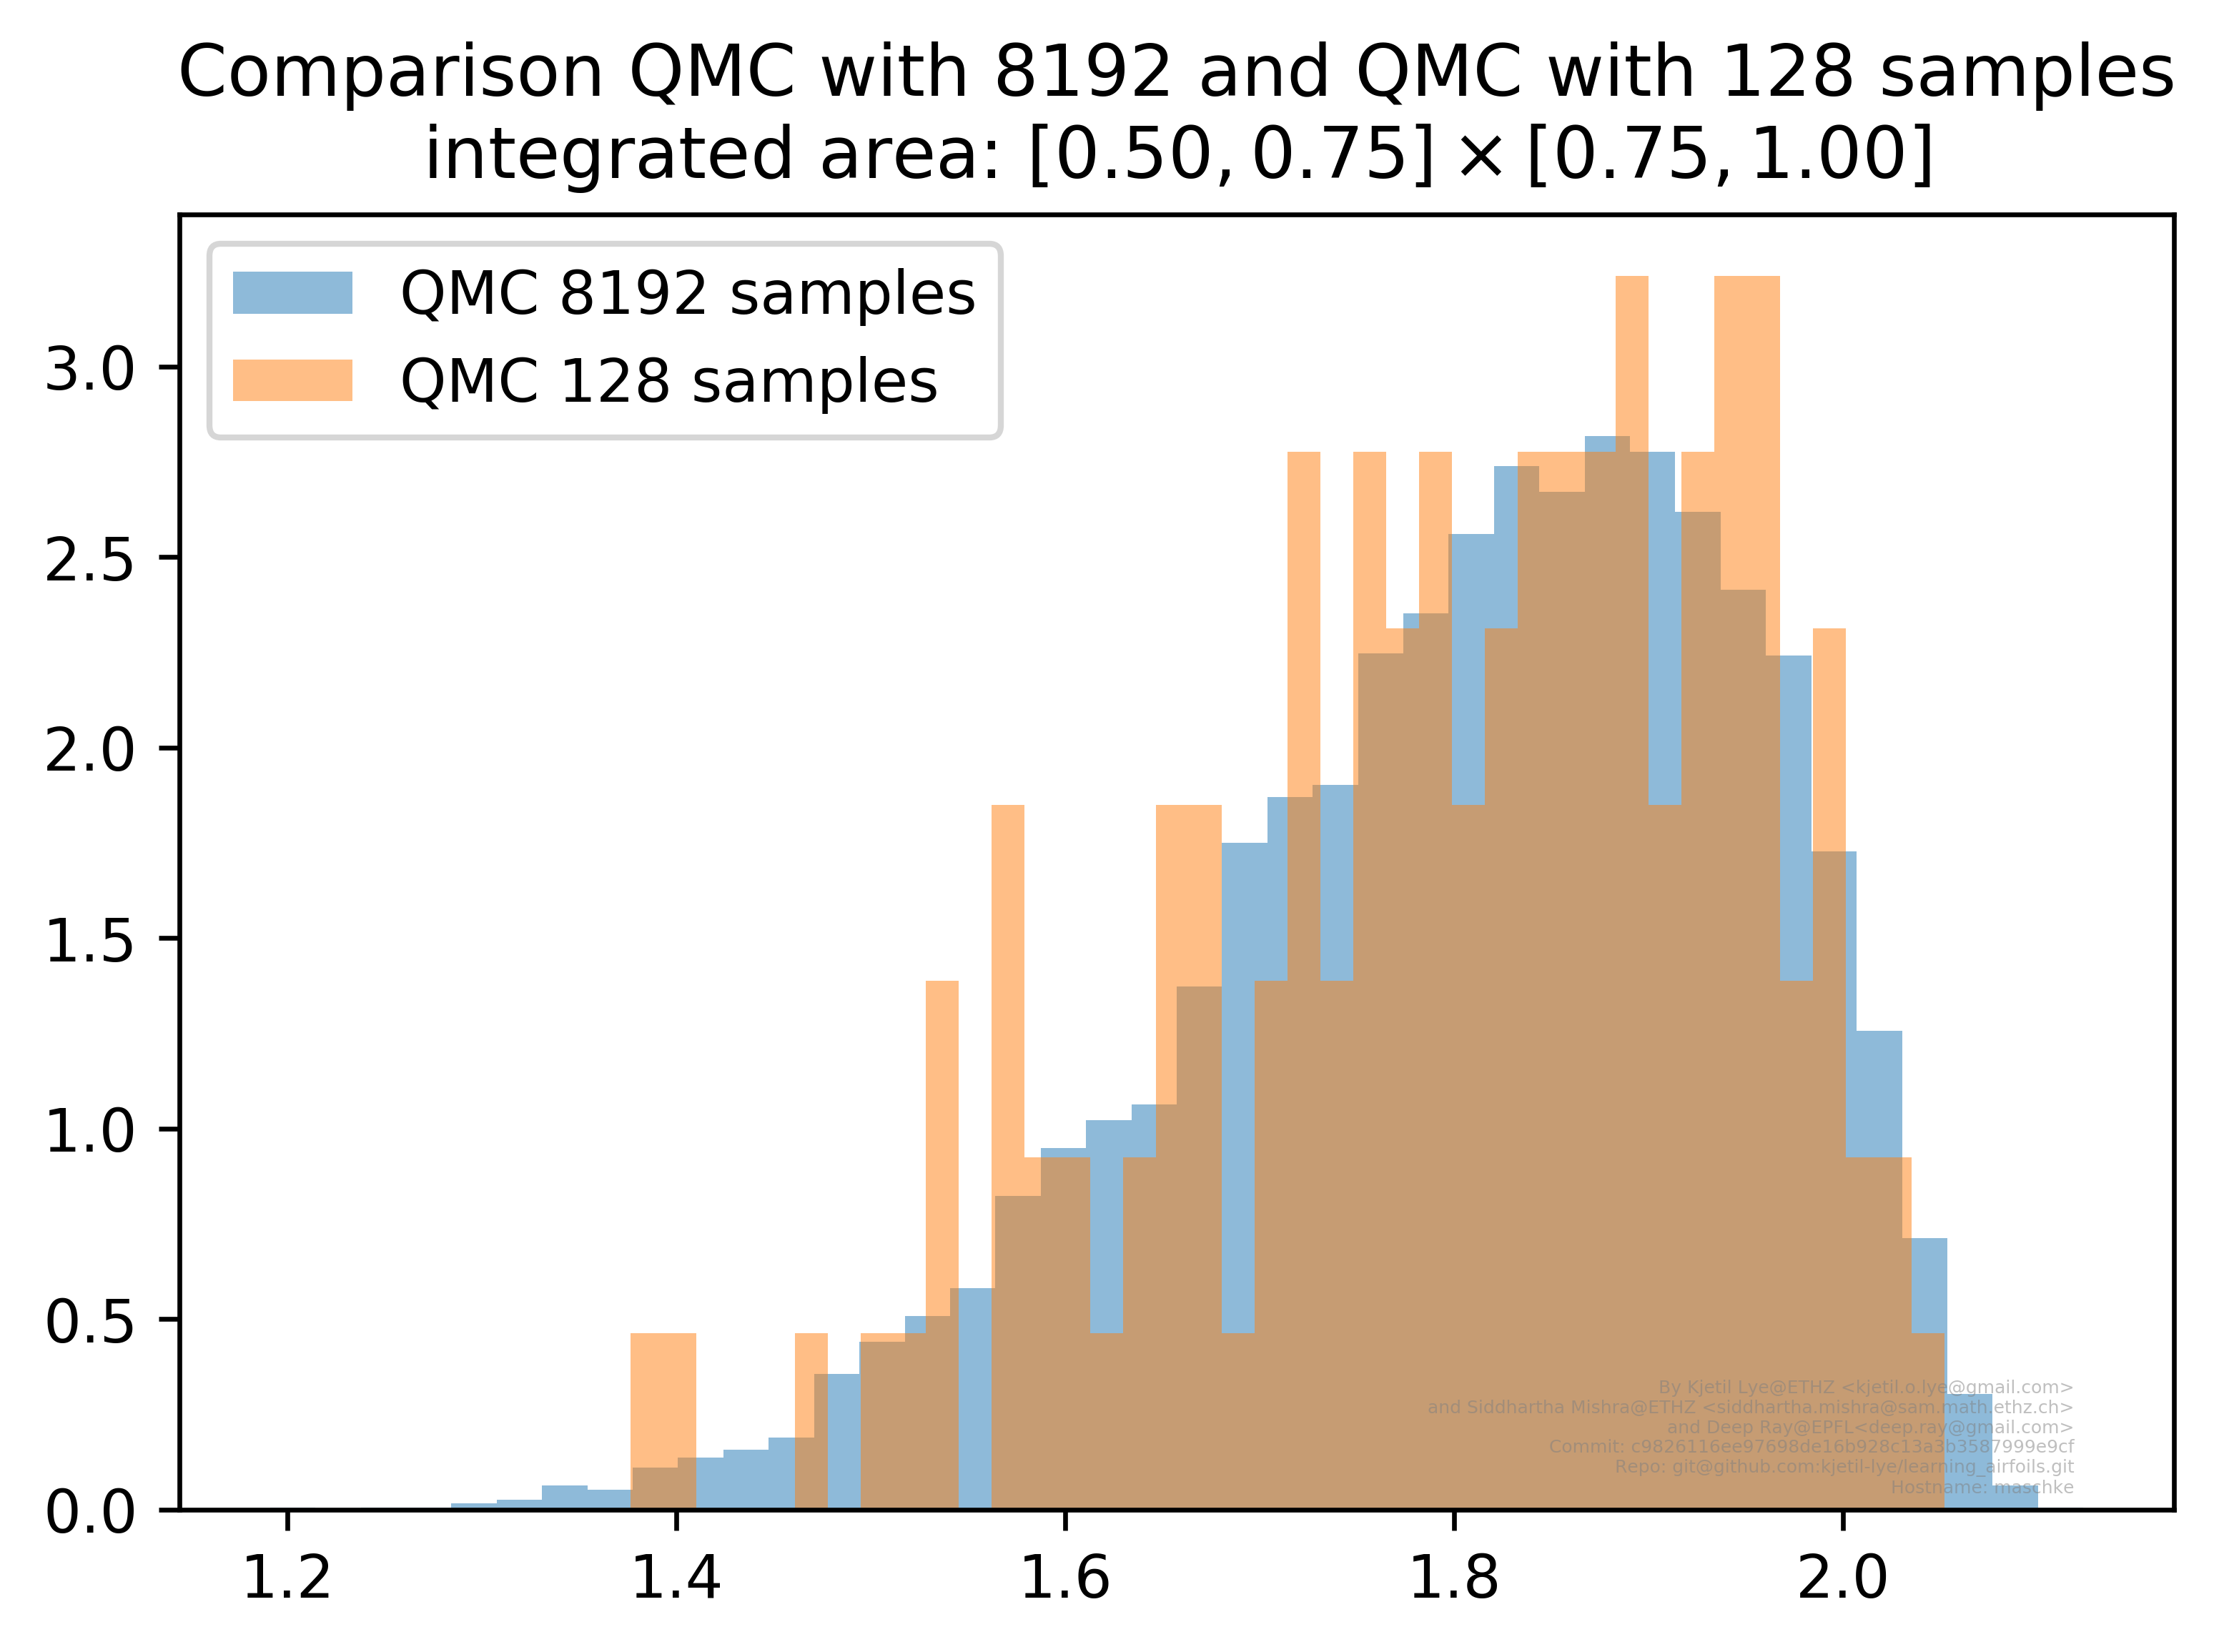 Comparison QMC with 8192 and QMC with 128 samples
integrated area: [0.50, 0.75] × [0.75, 1.00]
QMC 8192 samples
QMC 128 samples
3.0
2.5
2.0
1.5
1.0
0.5
0.0
1.2 1.4 1.6 1.8 2.0
By Kjetil Lye@ETHZ <kjetil.o.lye@gmail.com>
and Siddhartha Mishra@ETHZ <siddhartha.mishra@sam.math.ethz.ch>
and Deep Ray@EPFL<deep.ray@gmail.com>
Commit: c9826116ee97698de16b928c13a3b3587999e9cf
Repo: git@github.com:kjetil-lye/learning_airfoils.git
Hostname: maschke